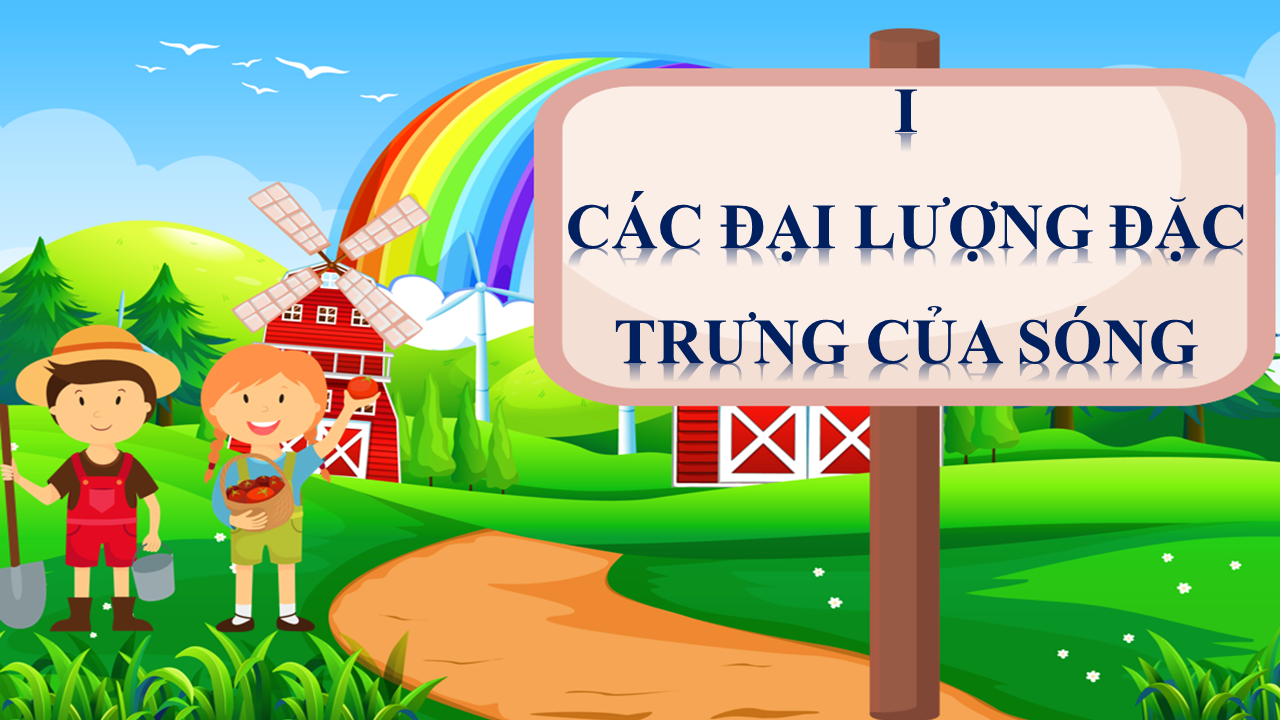 I
CÁC ĐẠI LƯỢNG ĐẶC
TRƯNG CỦA SÓNG